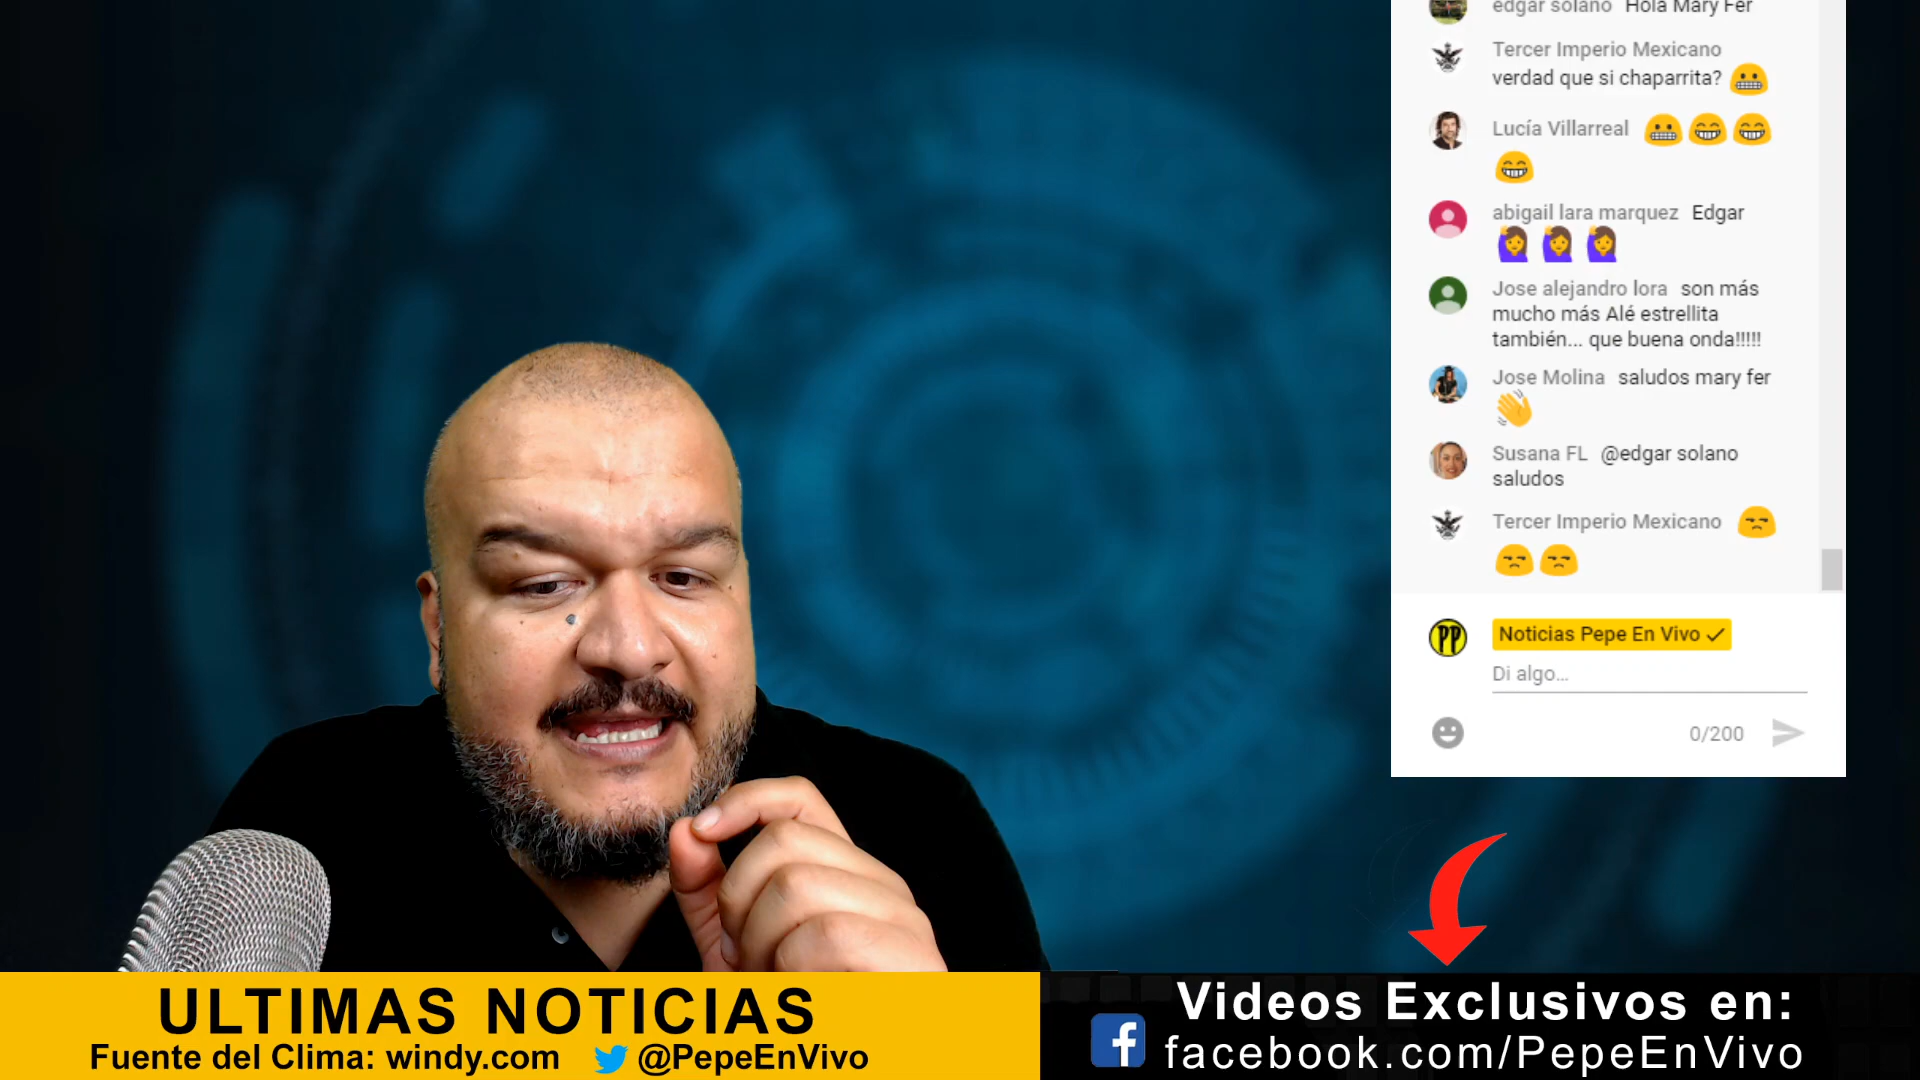 edgar solano Hola Mary Fer
Tercer Imperio Mexicano
verdad que si chaparrita?
Lucía Villarreal
abigail lara marquez Edgar
Jose alejandro lora son más
mucho más Alé estrellita
también... que buena onda!!!!!
Jose Molina saludos mary fer
Susana FL @edgar solano
saludos
Tercer Imperio Mexicano
PP Noticias Pepe En Vivo
Di algo...
0/200
ULTIMAS NOTICIAS
Fuente del Clima: windy.com @PepeEnVivo
Videos Exclusivos en:
facebook.com/PepeEnVivo